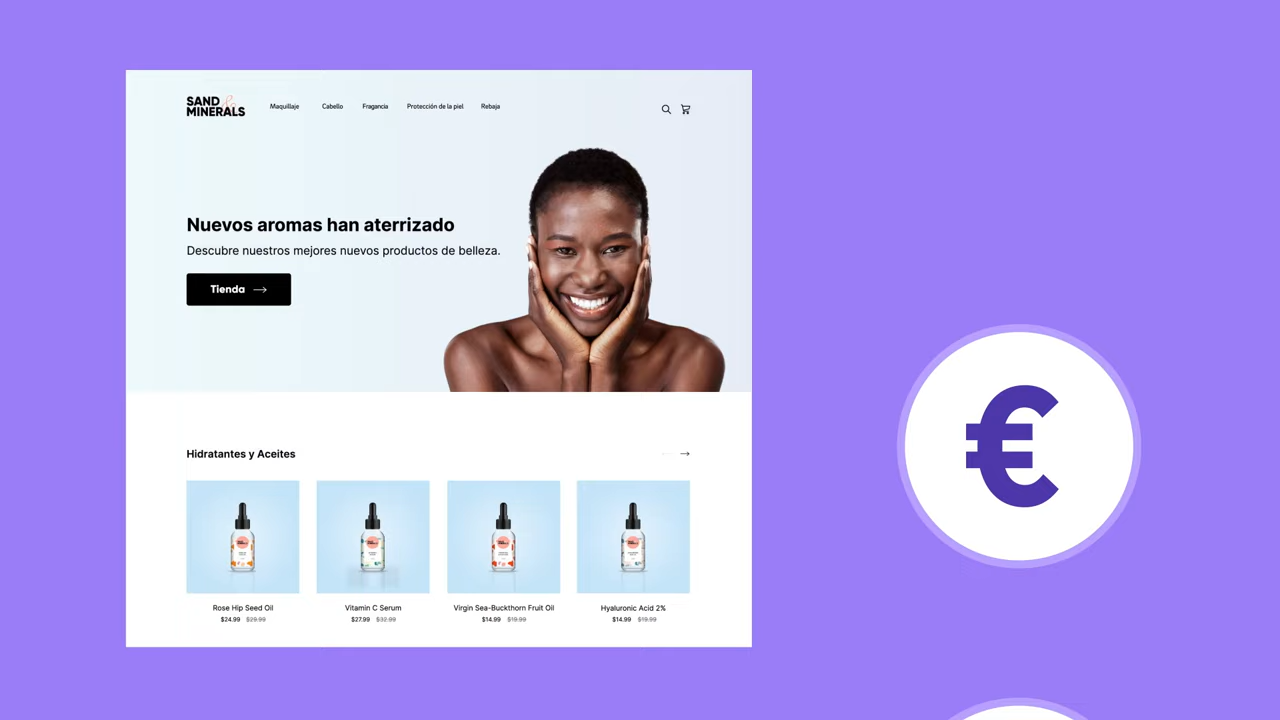 SAND &
MINERALS
Maquillaje Cabello Fragancia Protección de la piel Rebaja
Nuevos aromas han aterrizado
Descubre nuestros mejores nuevos productos de belleza.
Tienda →
Hidratantes y Aceites
Rose Hip Seed Oil Vitamin C Serum Virgin Sea-Buckthorn Fruit Oil Hyaluronic Acid 2%
$24.99 $29.99 $27.99 $32.99 $14.99 $19.99 $14.99 $19.99
€